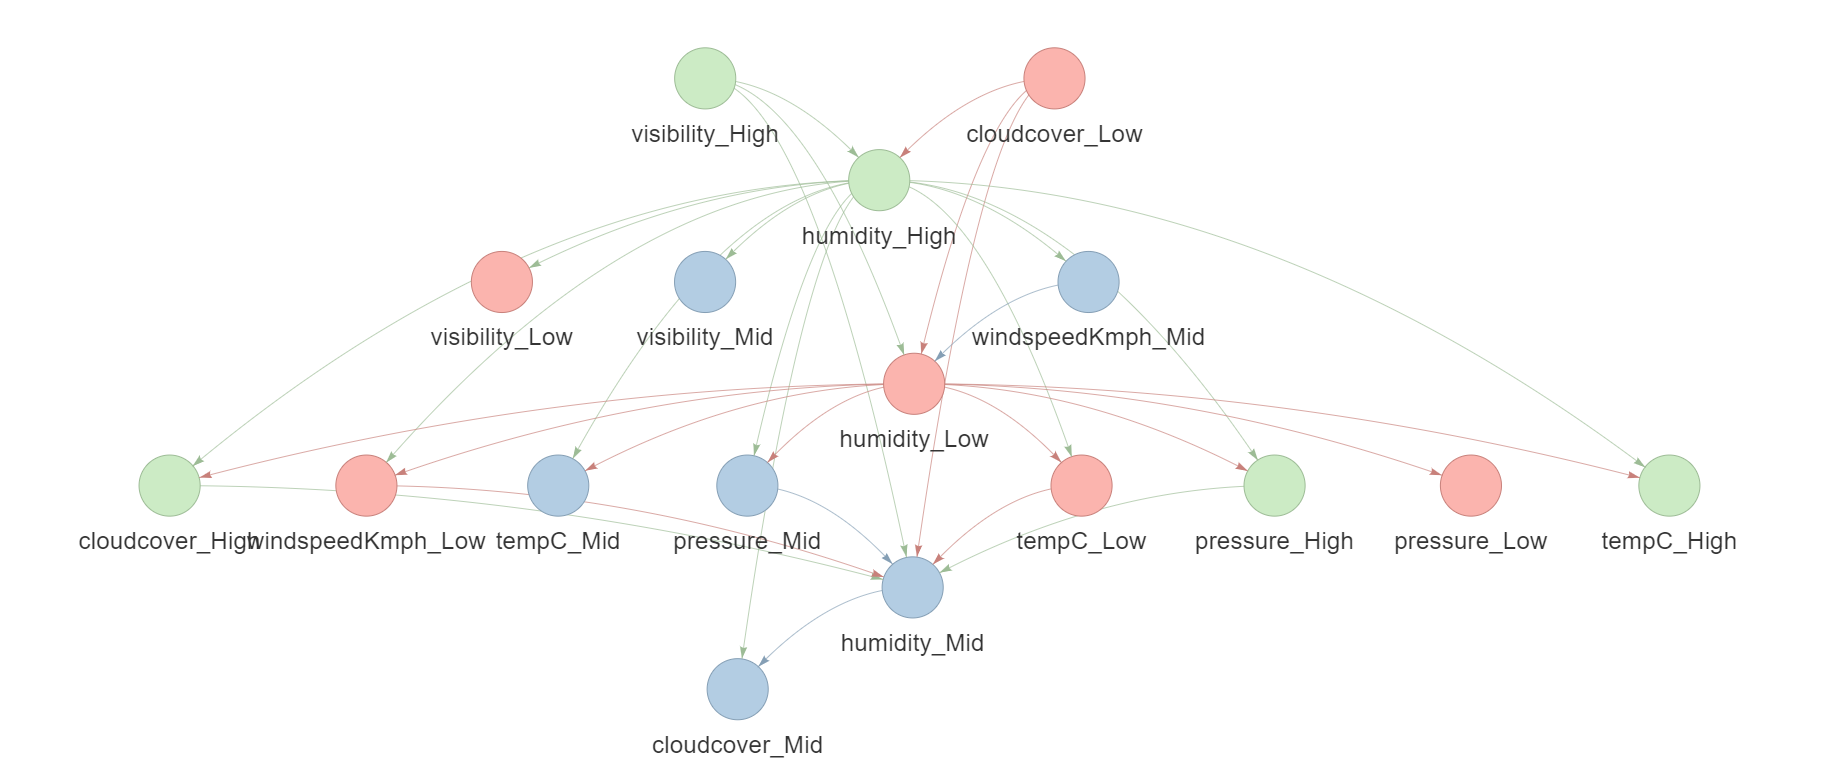 visibility_High
cloudcover_Low
humidity_High
visibility_Low
visibility_Mid
windspeedKmph_Mid
humidity_Low
cloudcover_High
windspeedKmph_Low
tempC_Mid
pressure_Mid
tempC_Low
pressure_High
pressure_Low
tempC_High
humidity_Mid
cloudcover_Mid